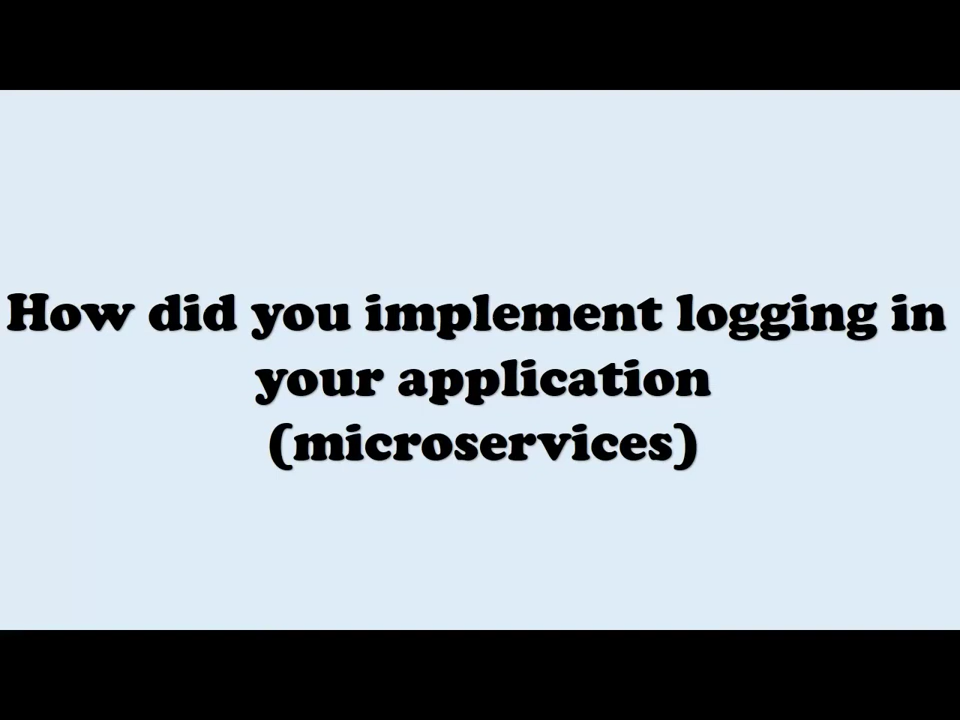 How did you implement logging in
your application
(microservices)